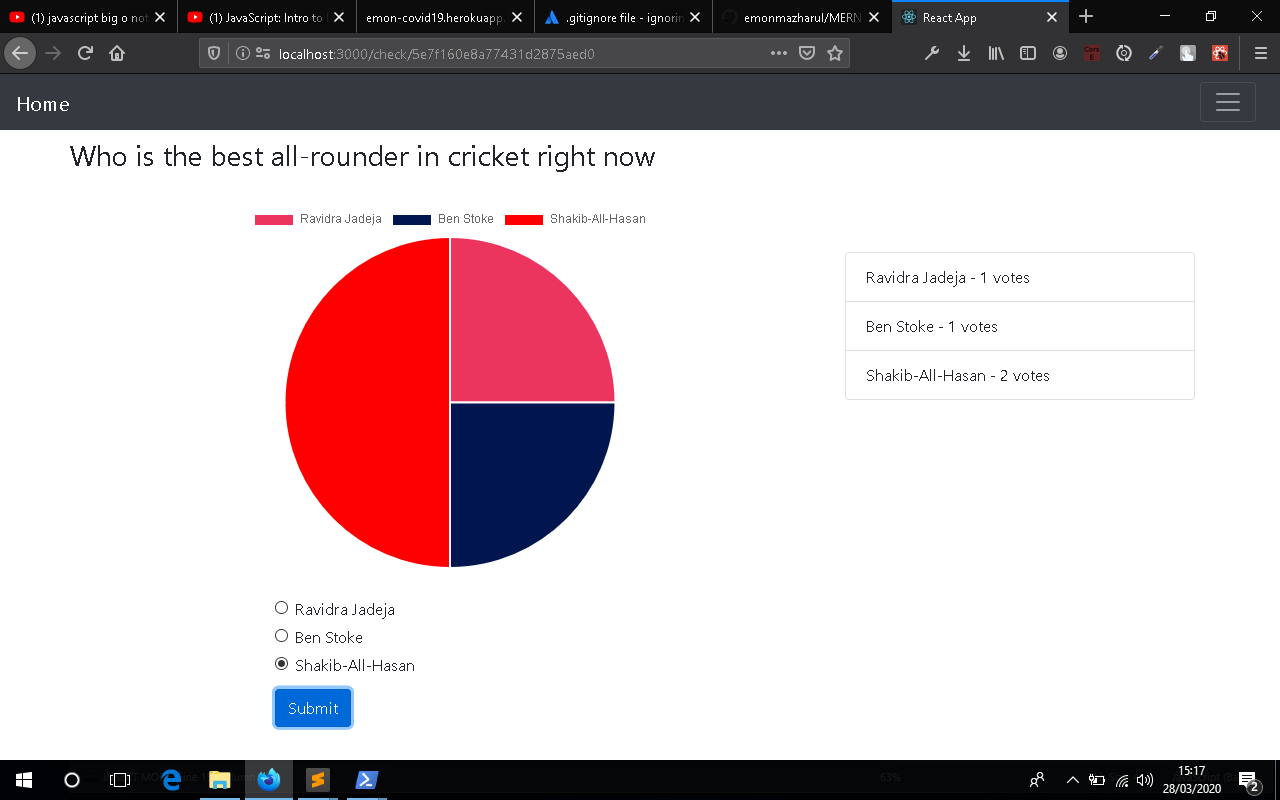 (1) javascript big o not
(1) JavaScript: Intro to
emon-covid19.herokuapp.
.gitignore file - ignorin
emonmazharul/MERN
React App
localhost:3000/check/5e7f160e8a77431d2875aed0
Home
Who is the best all-rounder in cricket right now
Ravidra Jadeja Ben Stoke Shakib-All-Hasan
Ravidra Jadeja - 1 votes
Ben Stoke - 1 votes
Shakib-All-Hasan - 2 votes
Ravidra Jadeja
Ben Stoke
Shakib-All-Hasan
Submit
63%
15:17
28/03/2020
2